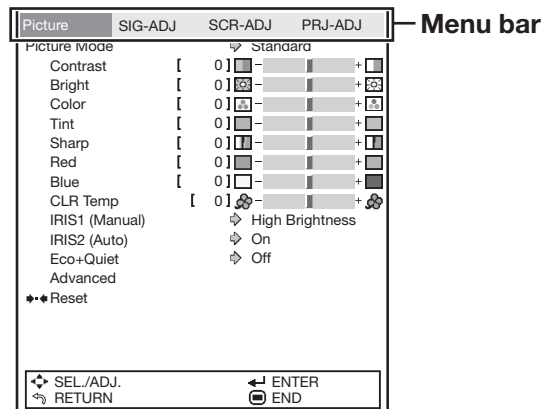 Picture SIG-ADJ SCR-ADJ PRJ-ADJ Menu bar
Picture Mode Standard
Contrast [ 0 ] - +
Bright [ 0 ] - +
Color [ 0 ] - +
Tint [ 0 ] - +
Sharp [ 0 ] - +
Red [ 0 ] - +
Blue [ 0 ] - +
CLR Temp [ 0 ] - +
IRIS1 (Manual) High Brightness
IRIS2 (Auto) On
Eco+Quiet Off
Advanced
Reset
SEL./ADJ. ENTER
RETURN END